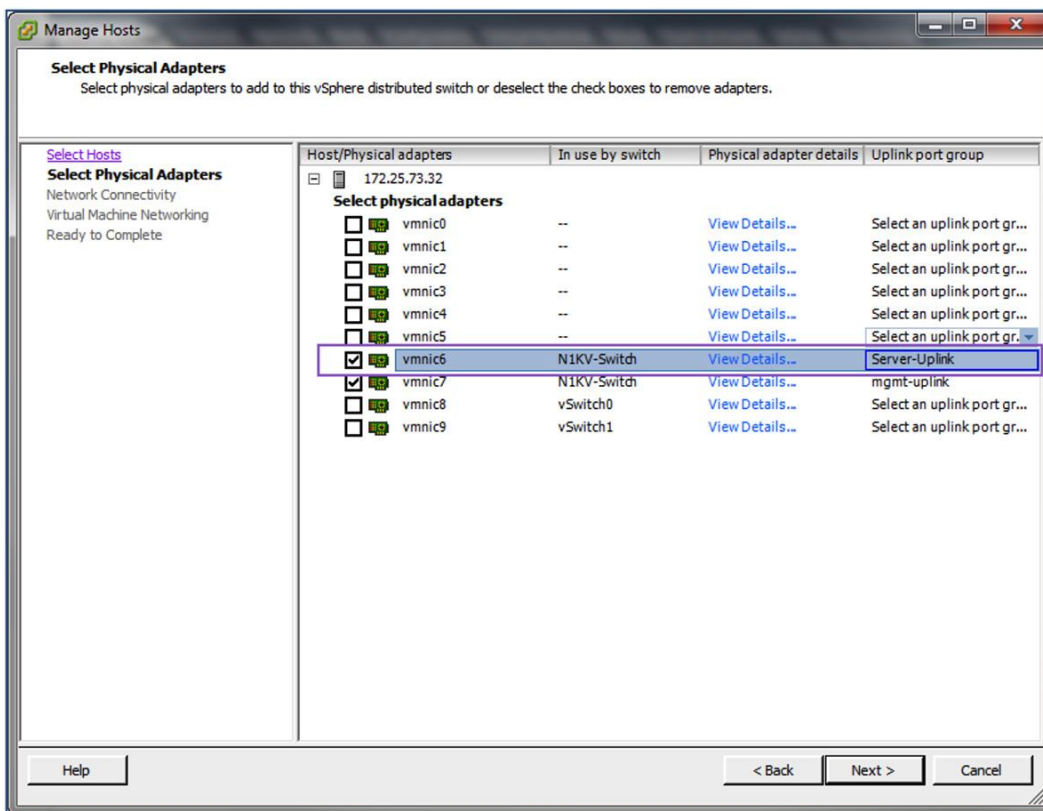 Manage Hosts
Select Physical Adapters
Select physical adapters to add to this vSphere distributed switch or deselect the check boxes to remove adapters.
Select Hosts
Select Physical Adapters
Network Connectivity
Virtual Machine Networking
Ready to Complete
Host/Physical adapters In use by switch Physical adapter details Uplink port group
172.25.73.32
Select physical adapters
vmnic0 -- View Details... Select an uplink port gr...
vmnic1 -- View Details... Select an uplink port gr...
vmnic2 -- View Details... Select an uplink port gr...
vmnic3 -- View Details... Select an uplink port gr...
vmnic4 -- View Details... Select an uplink port gr...
vmnic5 -- View Details... Select an uplink port gr.
vmnic6 N1KV-Switch View Details... Server-Uplink
vmnic7 N1KV-Switch View Details... mgmt-uplink
vmnic8 vSwitch0 View Details... Select an uplink port gr...
vmnic9 vSwitch1 View Details... Select an uplink port gr...
Help < Back Next > Cancel